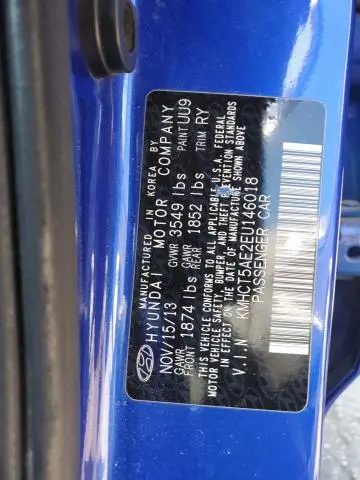 MANUFACTURED IN KOREA BY
HYUNDAI MOTOR COMPANY
NOV/15/13 GVWR 3549 lbs PAINT UU9
GAWR FRONT 1874 lbs GAWR REAR 1852 lbs TRIM RY
THIS VEHICLE CONFORMS TO ALL APPLICABLE U.S.A. FEDERAL
MOTOR VEHICLE SAFETY, BUMPER, AND THEFT PREVENTION STANDARDS
IN EFFECT ON THE DATE OF MANUFACTURE SHOWN ABOVE.
V.I.N KMHCT5AE2EU146018
PASSENGER CAR